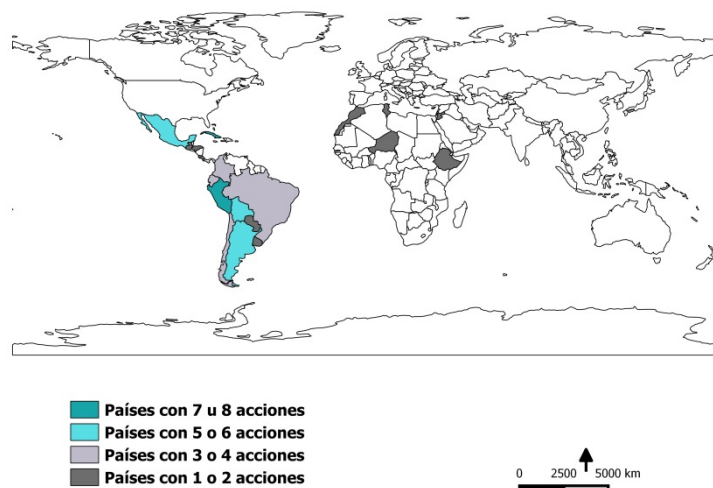 Países con 7 u 8 acciones
Países con 5 o 6 acciones
Países con 3 o 4 acciones
Países con 1 o 2 acciones
0 2500 5000 km